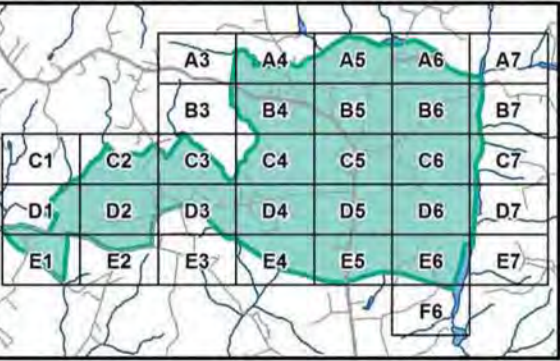 A3 A4 A5 A6 A7
B3 B4 B5 B6 B7
C1 C2 C3 C4 C5 C6 C7
D1 D2 D3 D4 D5 D6 D7
E1 E2 E3 E4 E5 E6 E7
F6